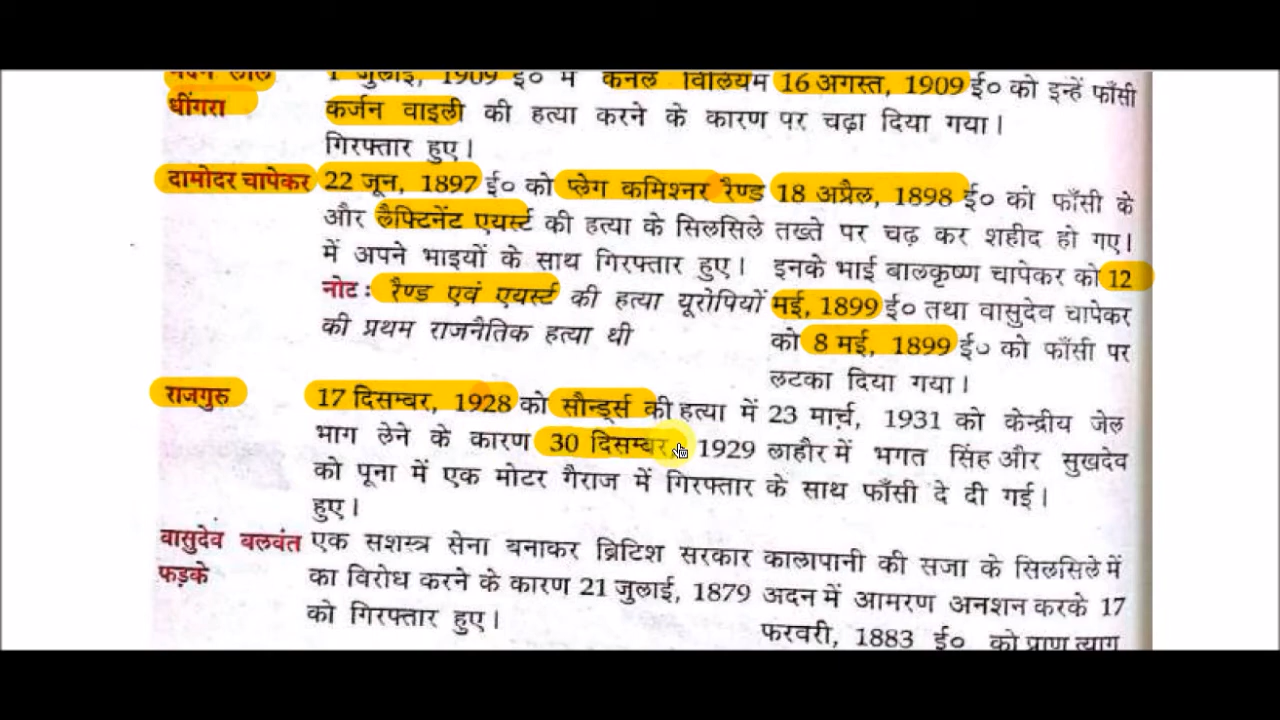 मदन लाल 1 जुलाई, 1909 ई० में कर्नल विलियम 16 अगस्त, 1909 ई० को इन्हें फाँसी
धींगरा कर्जन वाइली की हत्या करने के कारण पर चढ़ा दिया गया।
गिरफ्तार हुए।
दामोदर चापेकर 22 जून, 1897 ई० को प्लेग कमिश्नर रैण्ड 18 अप्रैल, 1898 ई० को फाँसी के
और लैफ्टिनेंट एयर्स्ट की हत्या के सिलसिले तख्ते पर चढ़ कर शहीद हो गए।
में अपने भाइयों के साथ गिरफ्तार हुए। इनके भाई बालकृष्ण चापेकर को 12
नोट: रैण्ड एवं एयर्स्ट की हत्या यूरोपियों मई, 1899 ई० तथा वासुदेव चापेकर
की प्रथम राजनैतिक हत्या थी को 8 मई, 1899 ई० को फाँसी पर
लटका दिया गया।
राजगुरु 17 दिसम्बर, 1928 को सौन्ड्र्स की हत्या में 23 मार्च, 1931 को केन्द्रीय जेल
भाग लेने के कारण 30 दिसम्बर, 1929 लाहौर में भगत सिंह और सुखदेव
को पूना में एक मोटर गैराज में गिरफ्तार के साथ फाँसी दे दी गई।
हुए।
वासुदेव बलवंत एक सशस्त्र सेना बनाकर ब्रिटिश सरकार कालापानी की सजा के सिलसिले में
फड़के का विरोध करने के कारण 21 जुलाई, 1879 अदन में आमरण अनशन करके 17
को गिरफ्तार हुए। फरवरी, 1883 ई० को प्राण त्याग